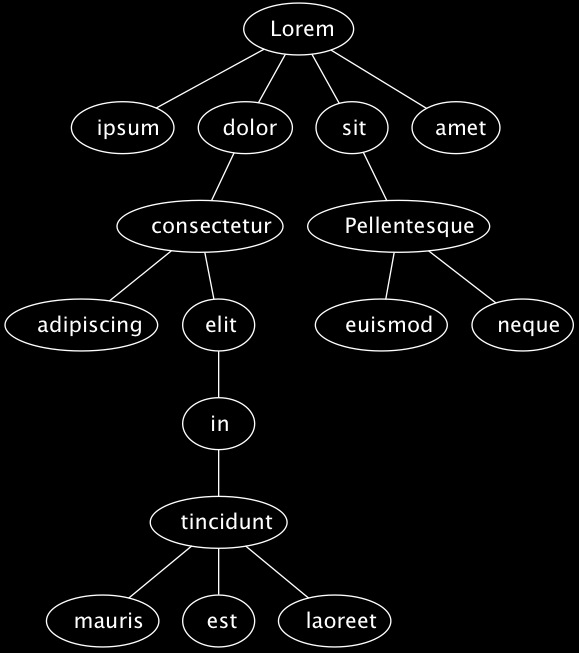 Lorem
ipsum dolor sit amet
consectetur Pellentesque
adipiscing elit euismod neque
in
tincidunt
mauris est laoreet